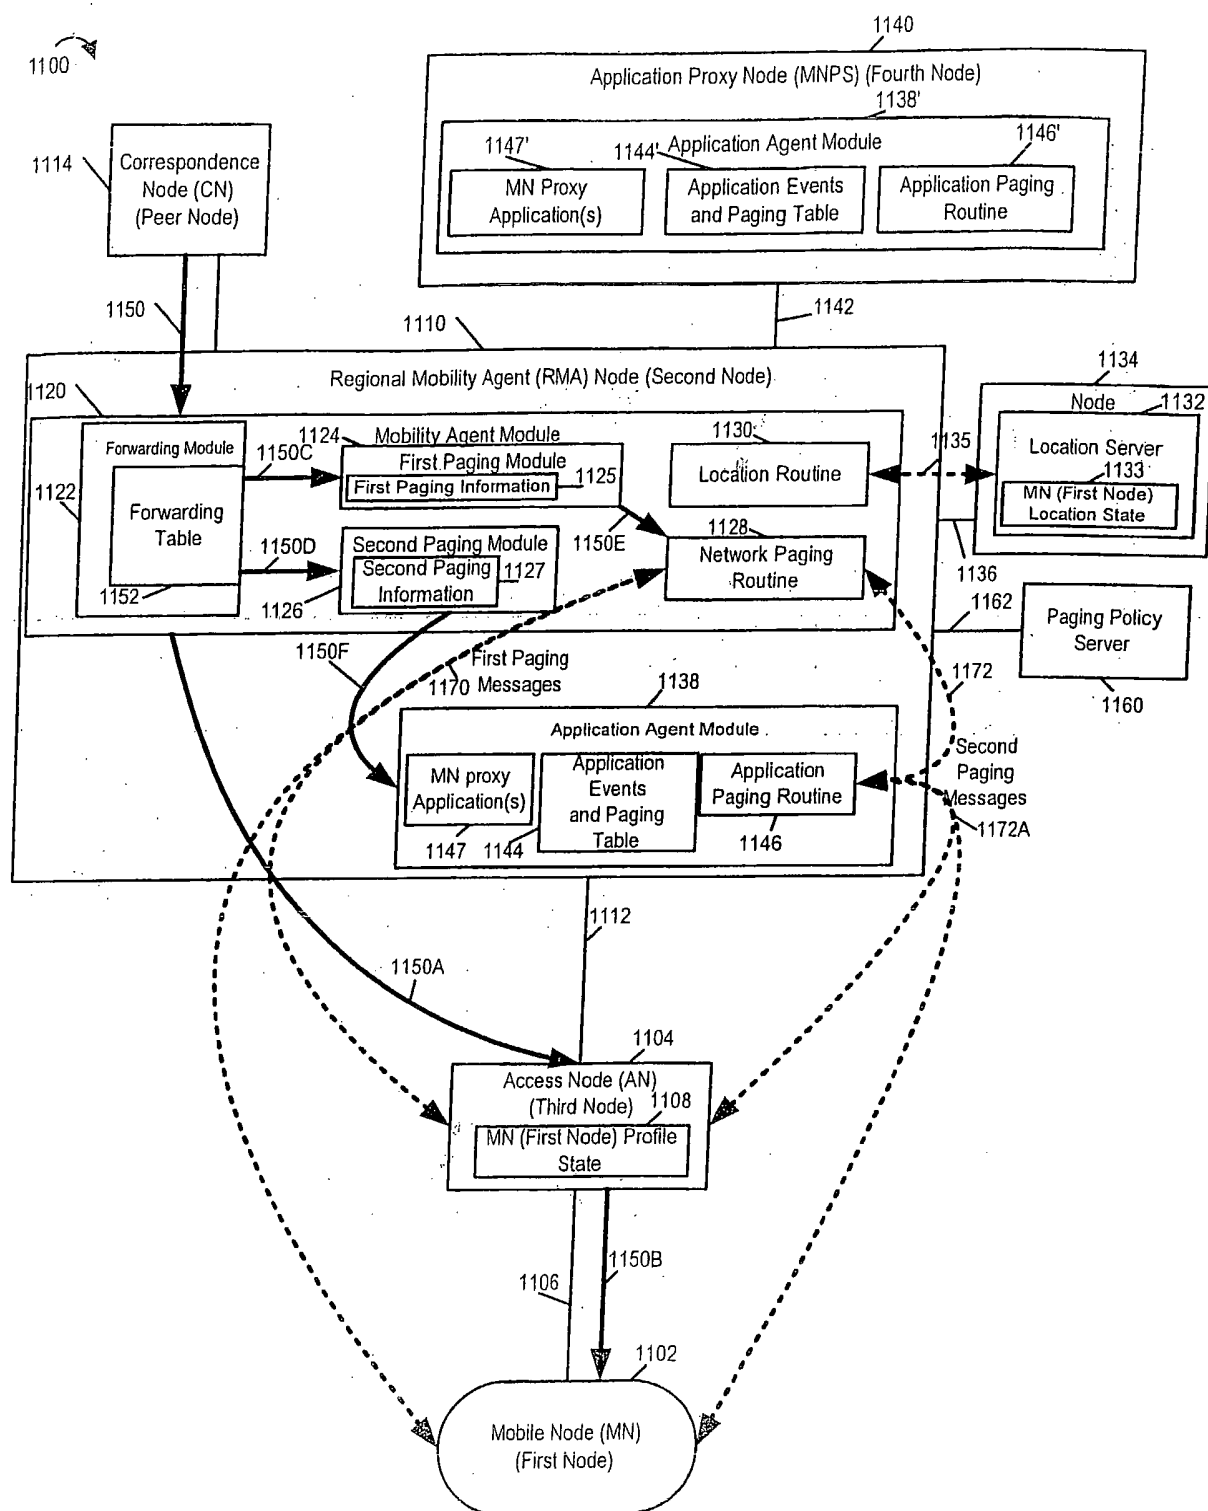 1100
1140
Application Proxy Node (MNPS) (Fourth Node)
1138'
Application Agent Module
1147'
1144'
1146'
MN Proxy
Application(s)
Application Events
and Paging Table
Application Paging
Routine
1114
Correspondence
Node (CN)
(Peer Node)
1150
1142
1110
Regional Mobility Agent (RMA) Node (Second Node)
1120
1134
Node
1132
Location Server
1133
MN (First Node)
Location State
1135
1136
Forwarding Module
1122
Forwarding
Table
1152
1150C
1124
Mobility Agent Module
First Paging Module
First Paging Information
1125
1130
Location Routine
1150D
1150E
Second Paging Module
Second Paging
Information
1127
1126
1128
Network Paging
Routine
1162
Paging Policy
Server
1160
1150F
First Paging
Messages
1170
1138
Application Agent Module
MN proxy
Application(s)
1147
Application
Events
and Paging
Table
1144
Application
Paging Routine
1146
1172
Second
Paging
Messages
1172A
1112
1150A
1104
Access Node (AN)
(Third Node)
1108
MN (First Node) Profile
State
1106
1150B
1102
Mobile Node (MN)
(First Node)